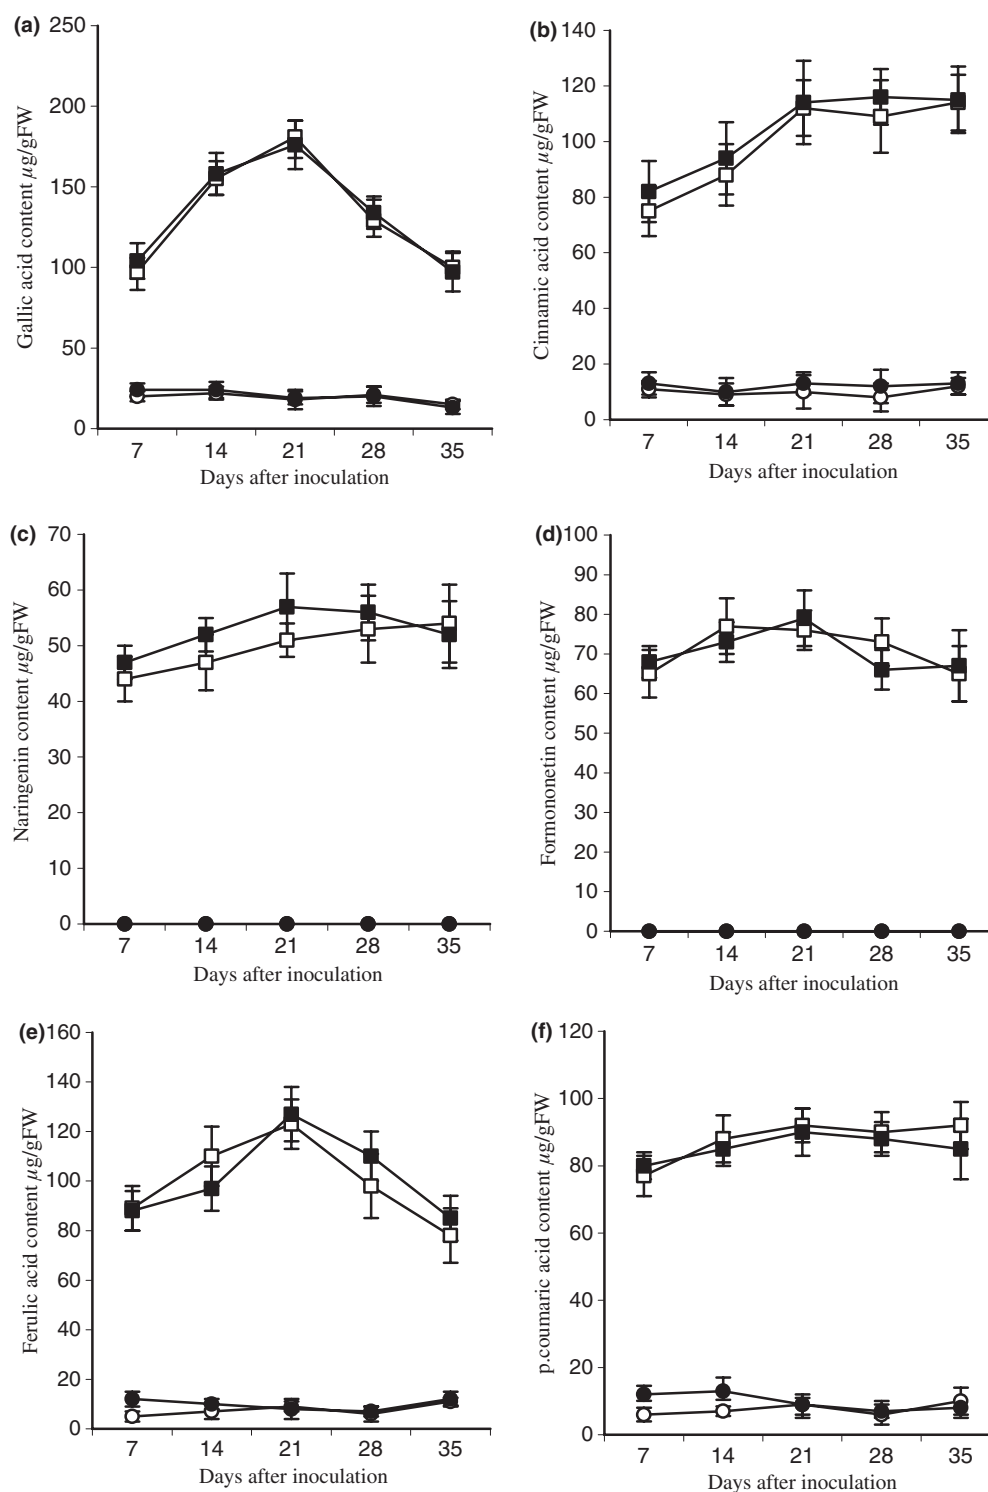 (a)
250
200
150
100
50
0
Gallic acid content µg/gFW
7 14 21 28 35
Days after inoculation
(b)
140
120
100
80
60
40
20
0
Cinnamic acid content µg/gFW
7 14 21 28 35
Days after inoculation
(c)
70
60
50
40
30
20
10
0
Naringenin content µg/gFW
7 14 21 28 35
Days after inoculation
(d)
100
90
80
70
60
50
40
30
20
10
0
Formononetin content µg/gFW
7 14 21 28 35
Days after inoculation
(e)
160
140
120
100
80
60
40
20
0
Ferulic acid content µg/gFW
7 14 21 28 35
Days after inoculation
(f)
120
100
80
60
40
20
0
p.coumaric acid content µg/gFW
7 14 21 28 35
Days after inoculation